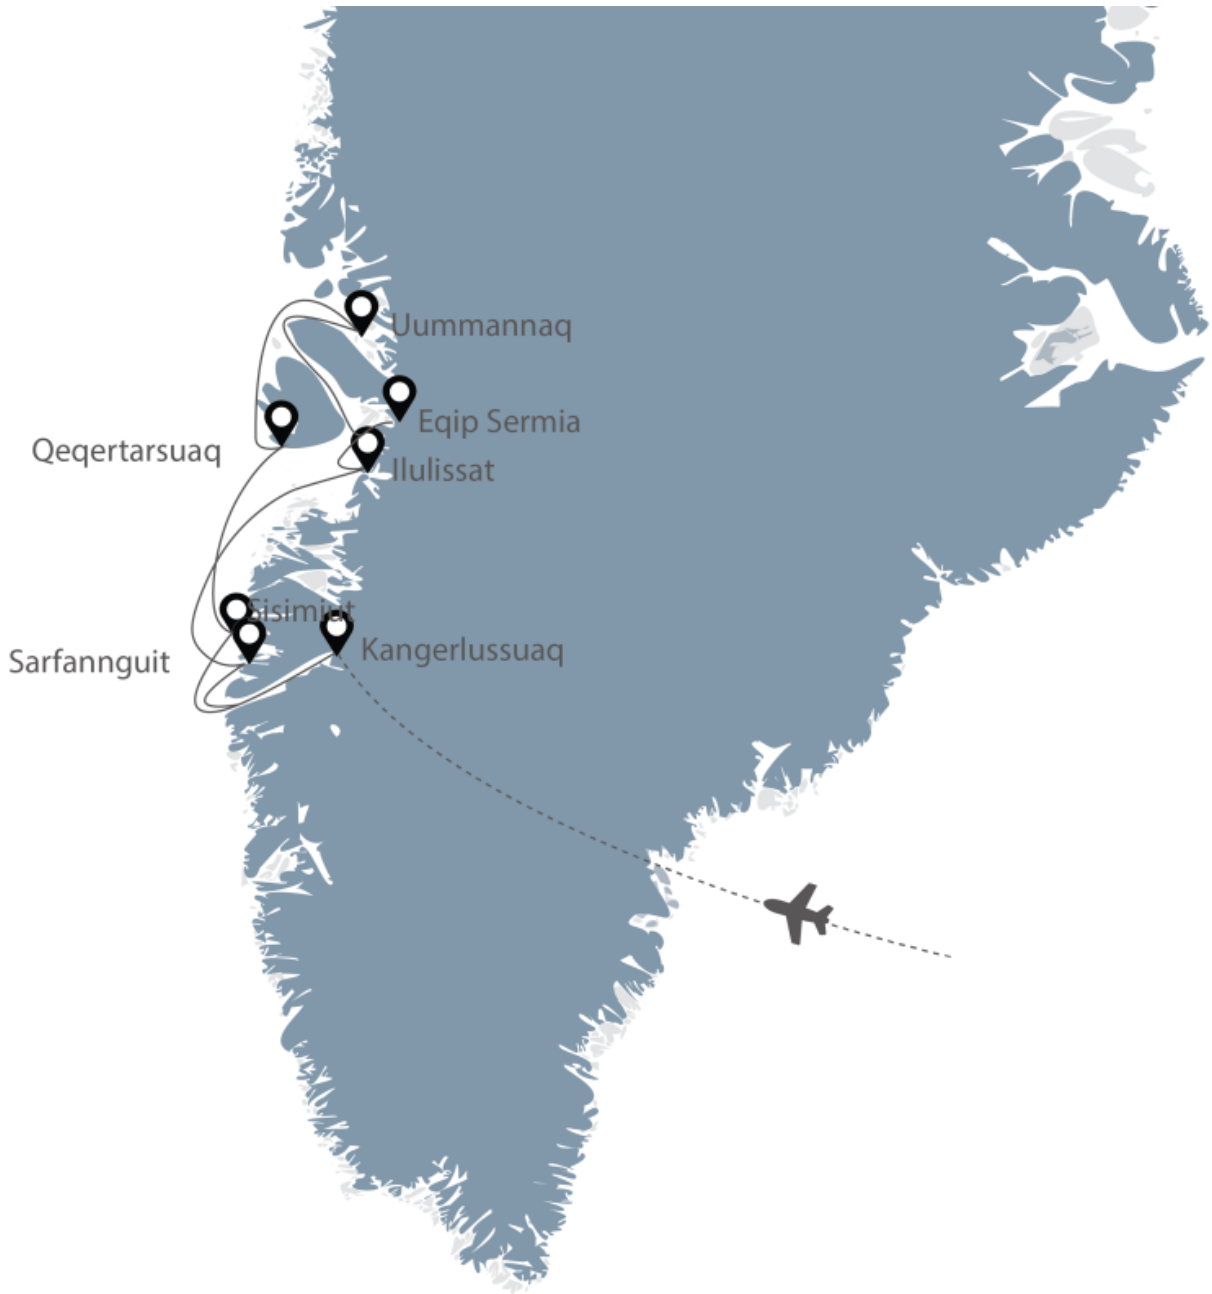 Uummannaq
Eqip Sermia
Qeqertarsuaq
Ilulissat
Sisimiut
Kangerlussuaq
Sarfannguit